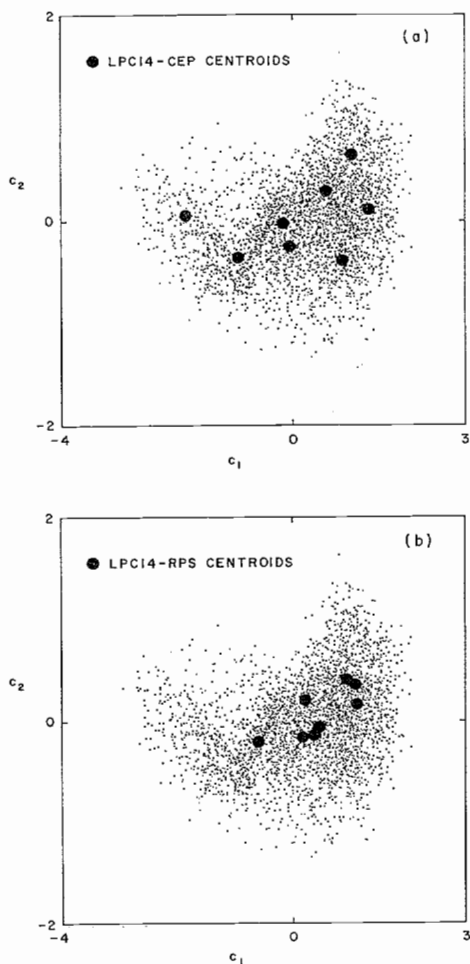 2
(a)
LPC14-CEP CENTROIDS
c2
0
-2
-4
0
3
c1
2
(b)
LPC14-RPS CENTROIDS
c2
0
-2
-4
0
3
c1